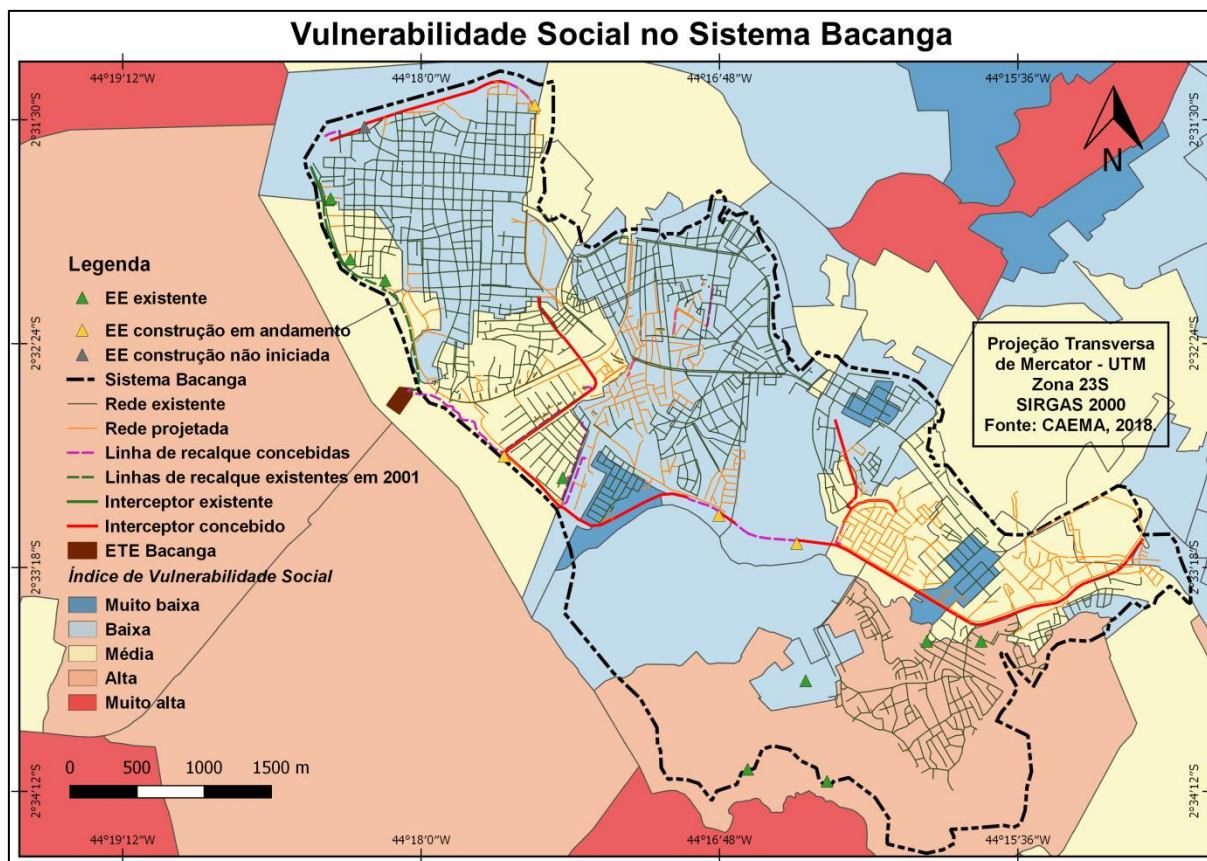 Vulnerabilidade Social no Sistema Bacanga
44°19'12"W
44°18'0"W
44°16'48"W
44°15'36"W
2°31'30"S
2°31'30"S
N
Legenda
EE existente
EE construção em andamento
EE construção não iniciada
Sistema Bacanga
Rede existente
Rede projetada
Linha de recalque concebidas
Linhas de recalque existentes em 2001
Interceptor existente
Interceptor concebido
ETE Bacanga
Índice de Vulnerabilidade Social
Muito baixa
Baixa
Média
Alta
Muito alta
0 500 1000 1500 m
2°32'24"S
2°32'24"S
Projeção Transversa
de Mercator - UTM
Zona 23S
SIRGAS 2000
Fonte: CAEMA, 2018.
2°33'18"S
2°33'18"S
2°34'12"S
2°34'12"S
44°19'12"W
44°18'0"W
44°16'48"W
44°15'36"W